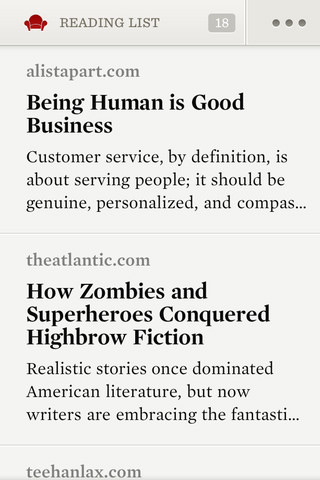 READING LIST 18
alistapart.com
Being Human is Good
Business
Customer service, by definition, is
about serving people; it should be
genuine, personalized, and compas...
theatlantic.com
How Zombies and
Superheroes Conquered
Highbrow Fiction
Realistic stories once dominated
American literature, but now
writers are embracing the fantasti...
teehanlax.com